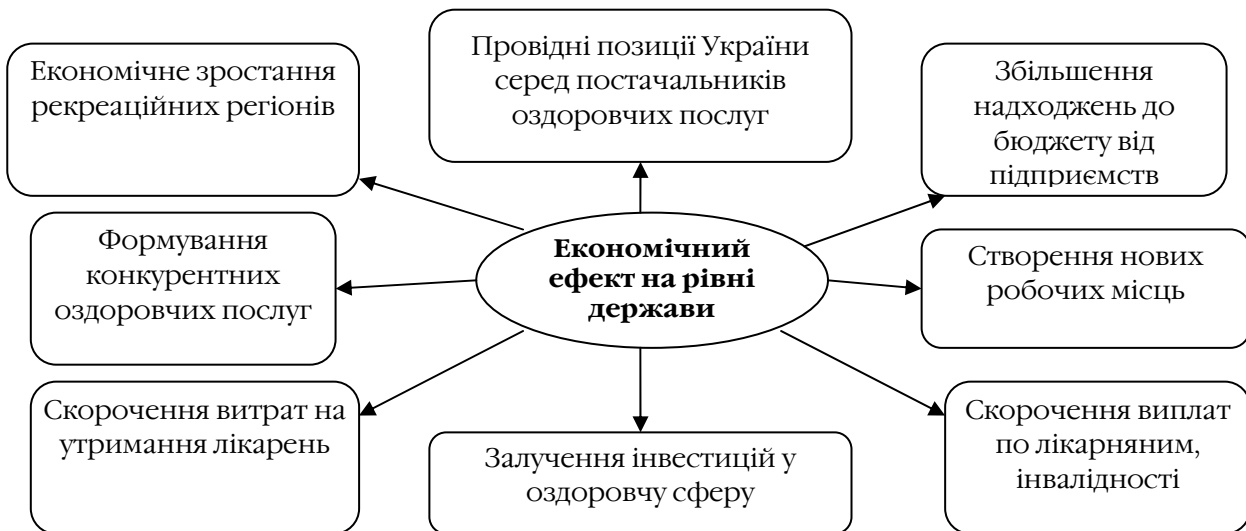 Економічне зростання
рекреаційних регіонів
Провідні позиції України
серед постачальників
оздоровчих послуг
Збільшення
надходжень до
бюджету від
підприємств
Формування
конкурентних
оздоровчих послуг
Економічний
ефект на рівні
держави
Створення нових
робочих місць
Скорочення витрат на
утримання лікарень
Залучення інвестицій у
оздоровчу сферу
Скорочення виплат
по лікарняним,
інвалідності